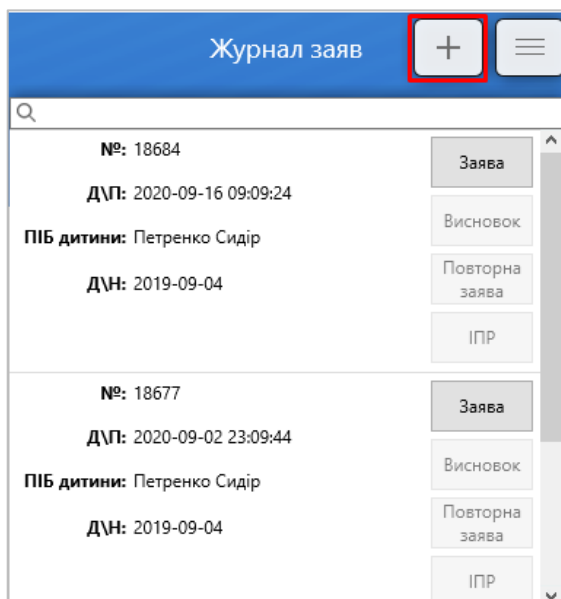 Журнал заяв
№: 18684
Д\П: 2020-09-16 09:09:24
ПІБ дитини: Петренко Сидір
Д\Н: 2019-09-04
Заява
Висновок
Повторна
заява
ІПР
№: 18677
Д\П: 2020-09-02 23:09:44
ПІБ дитини: Петренко Сидір
Д\Н: 2019-09-04
Заява
Висновок
Повторна
заява
ІПР